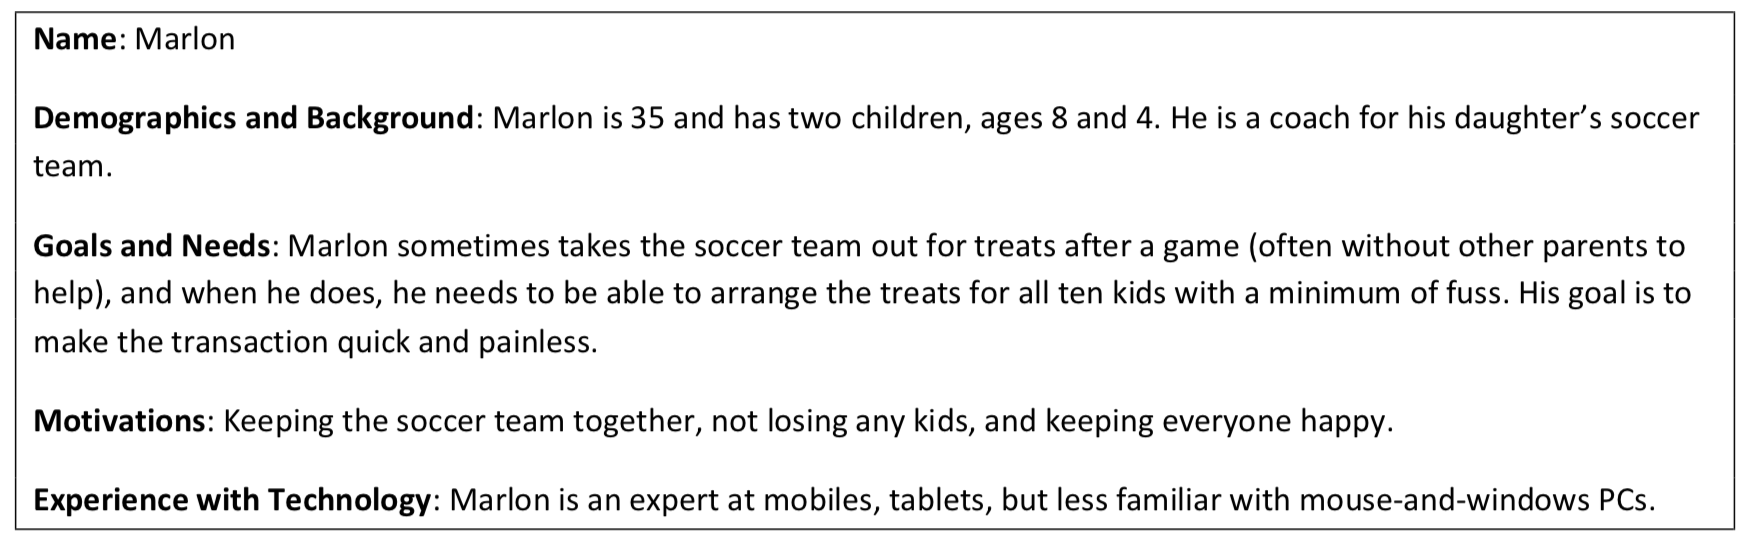 Name: Marlon
Demographics and Background: Marlon is 35 and has two children, ages 8 and 4. He is a coach for his daughter’s soccer
team.
Goals and Needs: Marlon sometimes takes the soccer team out for treats after a game (often without other parents to
help), and when he does, he needs to be able to arrange the treats for all ten kids with a minimum of fuss. His goal is to
make the transaction quick and painless.
Motivations: Keeping the soccer team together, not losing any kids, and keeping everyone happy.
Experience with Technology: Marlon is an expert at mobiles, tablets, but less familiar with mouse-and-windows PCs.